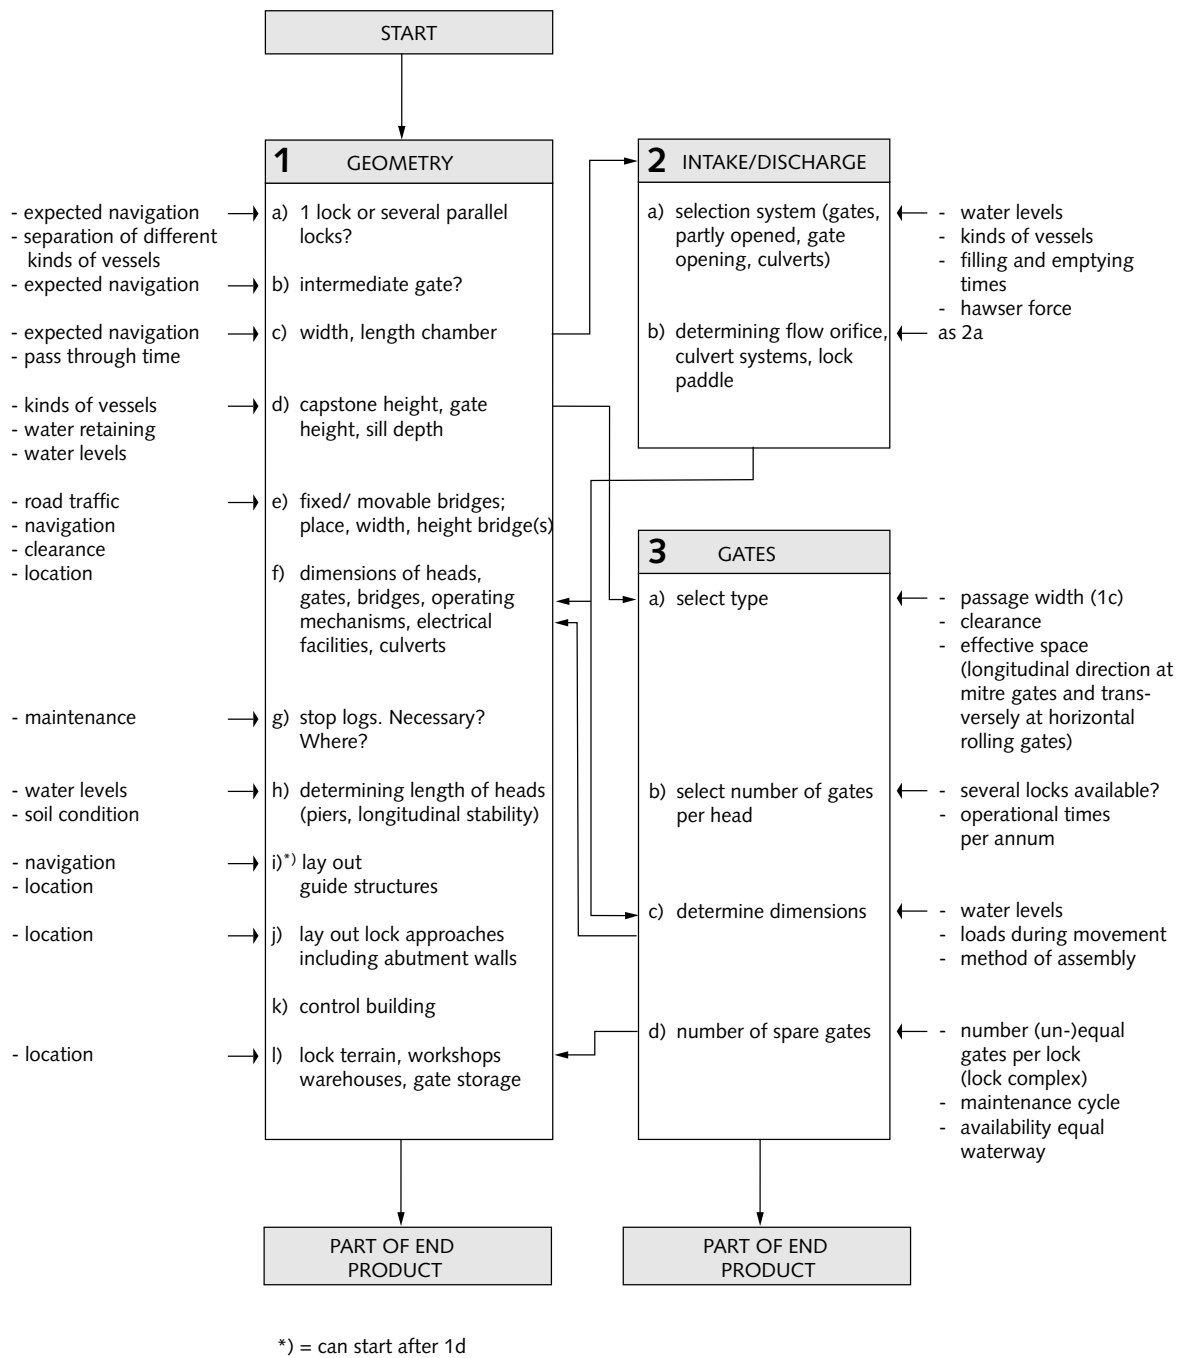 START
1 GEOMETRY
- expected navigation
- separation of different
kinds of vessels
- expected navigation
- expected navigation
- pass through time
- kinds of vessels
- water retaining
- water levels
- road traffic
- navigation
- clearance
- location
- maintenance
- water levels
- soil condition
- navigation
- location
- location
- location
a) 1 lock or several parallel
locks?
b) intermediate gate?
c) width, length chamber
d) capstone height, gate
height, sill depth
e) fixed/ movable bridges;
place, width, height bridge(s)
f) dimensions of heads,
gates, bridges, operating
mechanisms, electrical
facilities, culverts
g) stop logs. Necessary?
Where?
h) determining length of heads
(piers, longitudinal stability)
i)*) lay out
guide structures
j) lay out lock approaches
including abutment walls
k) control building
l) lock terrain, workshops
warehouses, gate storage
2 INTAKE/DISCHARGE
a) selection system (gates,
partly opened, gate
opening, culverts)
b) determining flow orifice,
culvert systems, lock
paddle
- water levels
- kinds of vessels
- filling and emptying
times
- hawser force
as 2a
3 GATES
a) select type
b) select number of gates
per head
c) determine dimensions
d) number of spare gates
- passage width (1c)
- clearance
- effective space
(longitudinal direction at
mitre gates and trans-
versely at horizontal
rolling gates)
- several locks available?
- operational times
per annum
- water levels
- loads during movement
- method of assembly
- number (un-)equal
gates per lock
(lock complex)
- maintenance cycle
- availability equal
waterway
PART OF END
PRODUCT
PART OF END
PRODUCT
*) = can start after 1d